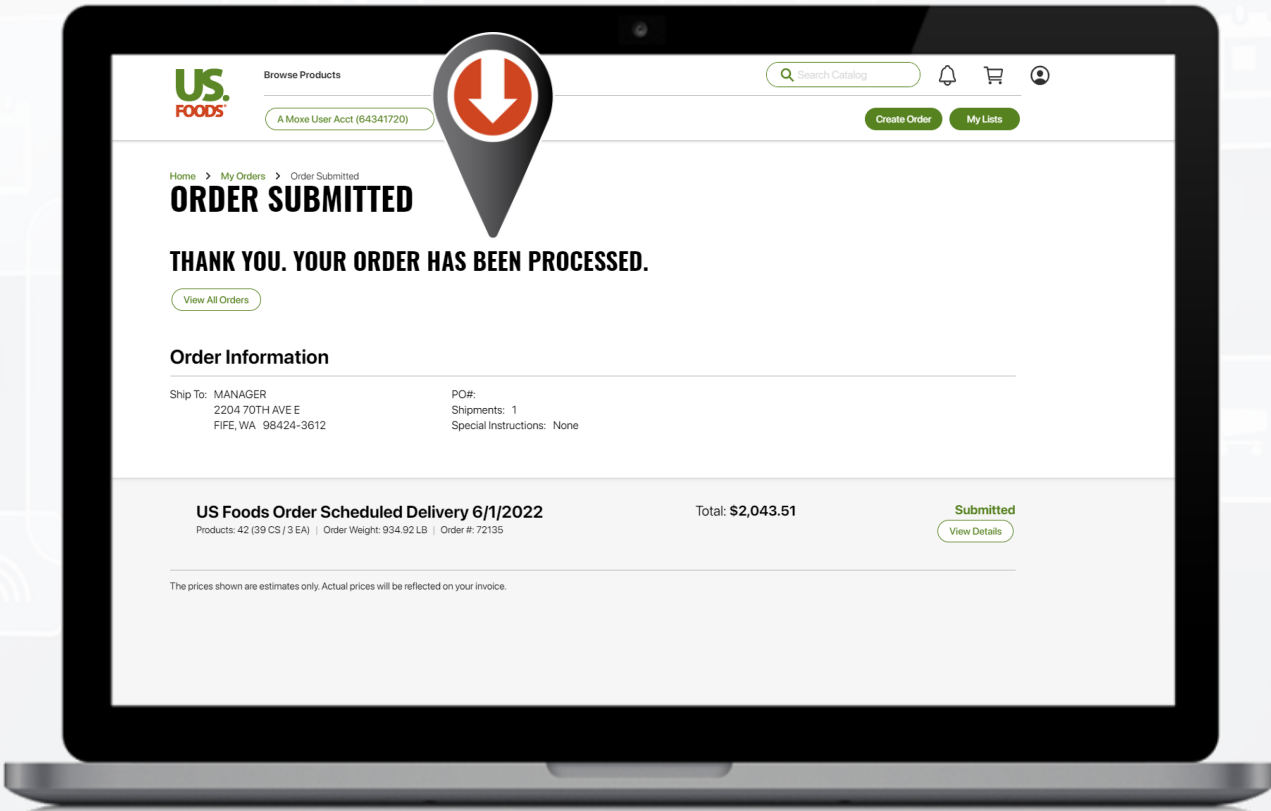 US.
FOODS
Browse Products
Search Catalog
A Moxe User Acct (64341720)
Create Order
My Lists
Home > My Orders > Order Submitted
ORDER SUBMITTED
THANK YOU. YOUR ORDER HAS BEEN PROCESSED.
View All Orders
Order Information
Ship To: MANAGER
2204 70TH AVE E
FIFE, WA 98424-3612
PO#:
Shipments: 1
Special Instructions: None
US Foods Order Scheduled Delivery 6/1/2022
Products: 42 (39 CS / 3 EA) | Order Weight: 934.92 LB | Order #: 72135
Total: $2,043.51
Submitted
View Details
The prices shown are estimates only. Actual prices will be reflected on your invoice.